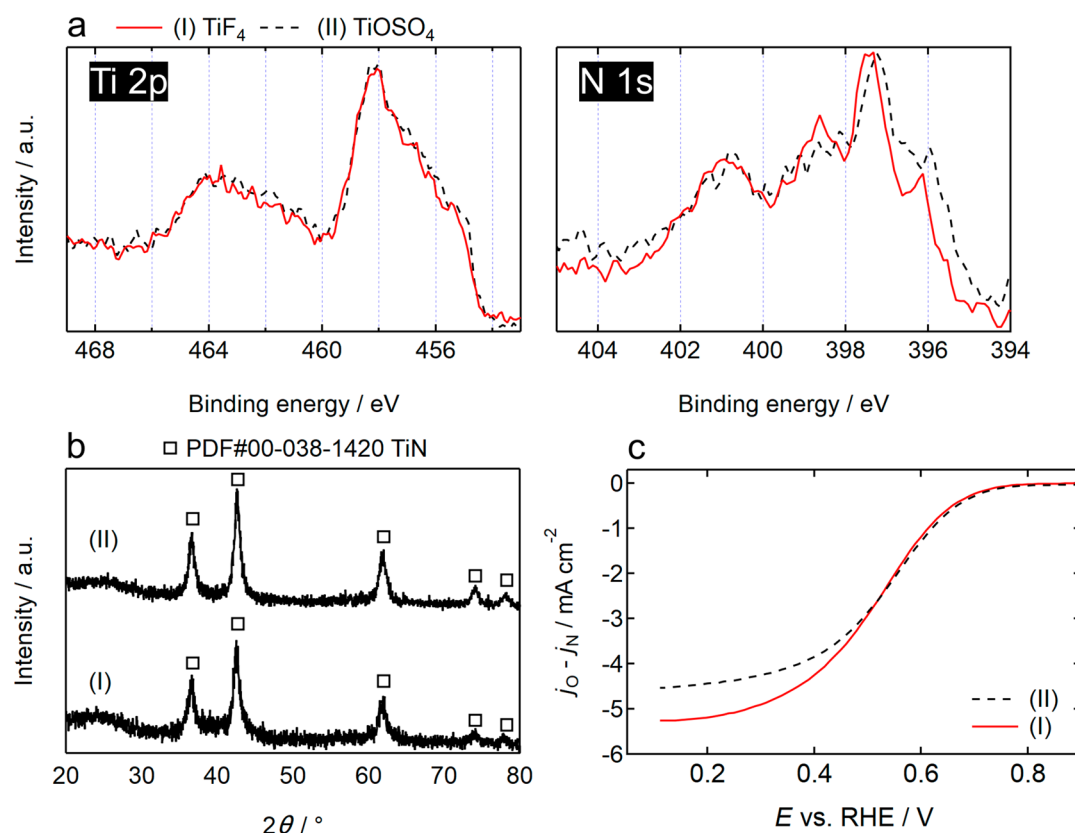 a
(I) TiF4 (II) TiOSO4
Ti 2p
N 1s
Intensity / a.u.
468 464 460 456
404 402 400 398 396 394
Binding energy / eV
Binding energy / eV
b
PDF#00-038-1420 TiN
(II)
(I)
Intensity / a.u.
20 30 40 50 60 70 80
2θ / °
c
0
-1
-2
-3
-4
-5
-6
jO - jN / mA cm-2
(II)
(I)
0.2 0.4 0.6 0.8
E vs. RHE / V